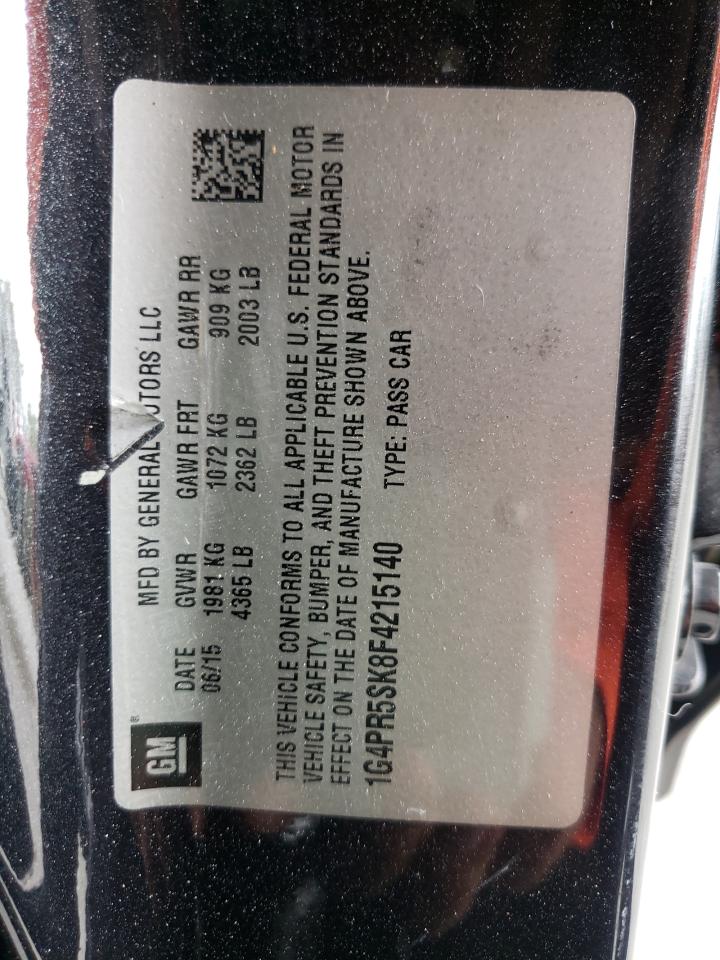 GM ®
MFD BY GENERAL MOTORS LLC
DATE GVWR GAWR FRT GAWR RR
06/15 1981 KG 1072 KG 909 KG
4365 LB 2362 LB 2003 LB
THIS VEHICLE CONFORMS TO ALL APPLICABLE U.S. FEDERAL MOTOR
VEHICLE SAFETY, BUMPER, AND THEFT PREVENTION STANDARDS IN
EFFECT ON THE DATE OF MANUFACTURE SHOWN ABOVE.
1G4PR5SK8F4215140 TYPE: PASS CAR